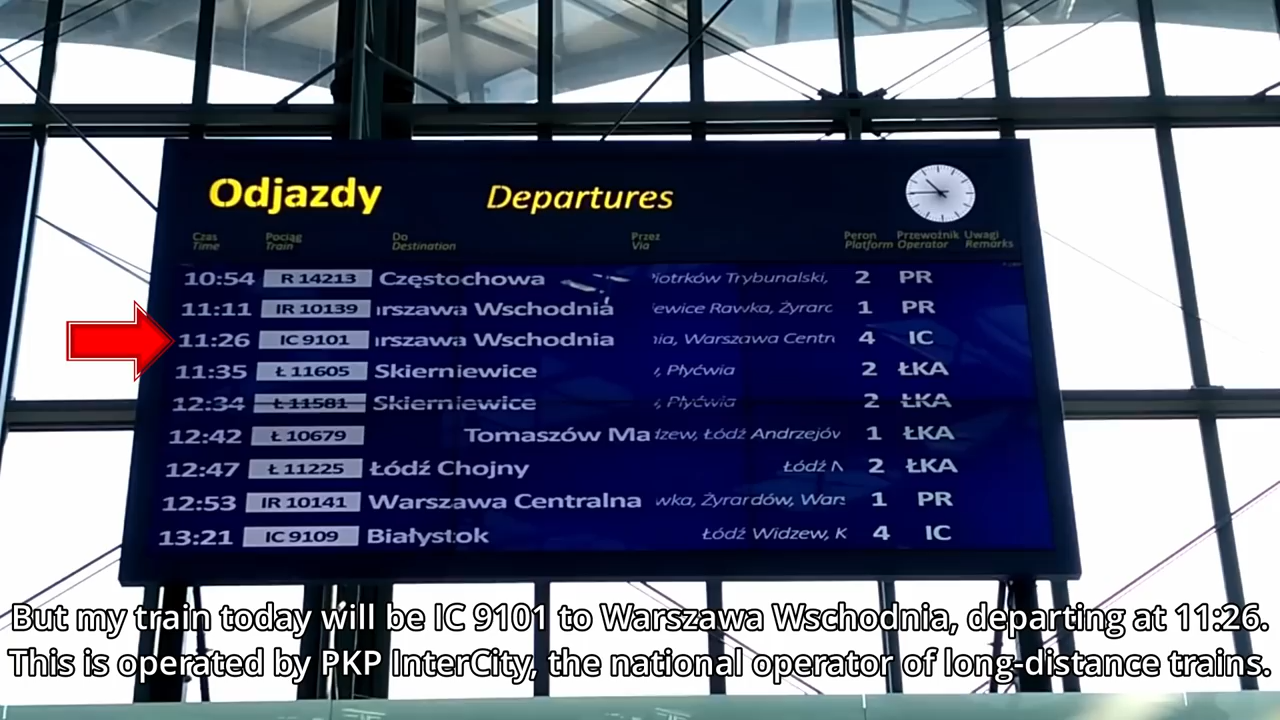 Odjazdy Departures
Czas Pociąg Do Przez Peron Przewoźnik Uwagi
Time Train Destination Via Platform Operator Remarks
10:54 R 14213 Częstochowa Piotrków Trybunalski, 2 PR
11:11 IR 10139 rszawa Wschodnia ewice Rawka, Żyrard 1 PR
11:26 IC 9101 rszawa Wschodnia ia, Warszawa Centr 4 IC
11:35 Ł 11605 Skierniewice , Płyćwia 2 ŁKA
12:34 Ł 11581 Skierniewice , Płyćwia 2 ŁKA
12:42 Ł 10679 Tomaszów Ma dzew, Łódź Andrzejów 1 ŁKA
12:47 Ł 11225 Łódź Chojny Łódź 2 ŁKA
12:53 IR 10141 Warszawa Centralna wka, Żyrardów, Wars 1 PR
13:21 IC 9109 Białystok Łódź Widzew, K 4 IC
But my train today will be IC 9101 to Warszawa Wschodnia, departing at 11:26.
This is operated by PKP InterCity, the national operator of long-distance trains.